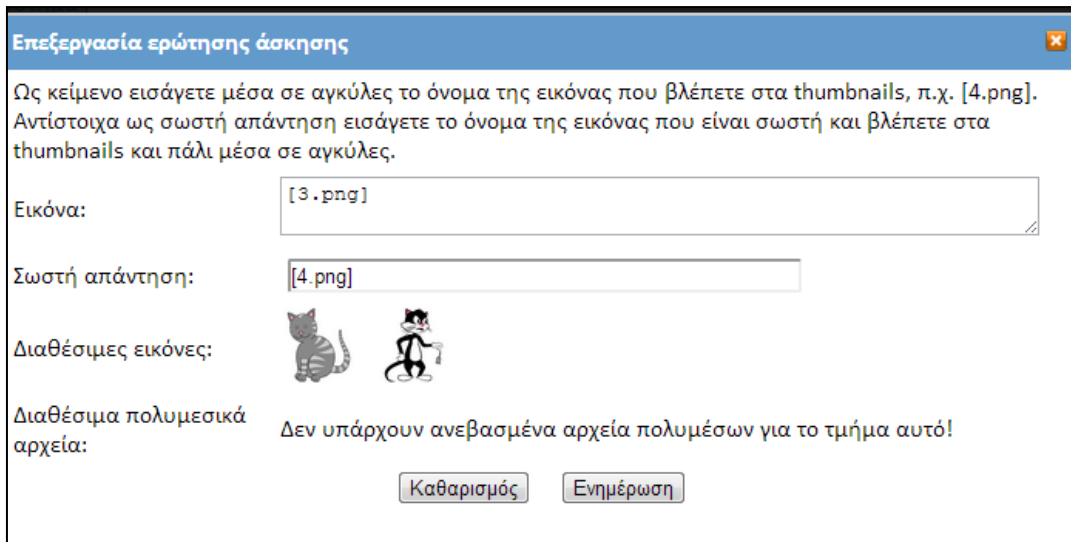 Επεξεργασία ερώτησης άσκησης
Ως κείμενο εισάγετε μέσα σε αγκύλες το όνομα της εικόνας που βλέπετε στα thumbnails, π.χ. [4.png].
Αντίστοιχα ως σωστή απάντηση εισάγετε το όνομα της εικόνας που είναι σωστή και βλέπετε στα
thumbnails και πάλι μέσα σε αγκύλες.
Εικόνα: [3.png]
Σωστή απάντηση: [4.png]
Διαθέσιμες εικόνες:
Διαθέσιμα πολυμεσικά
αρχεία:
Δεν υπάρχουν ανεβασμένα αρχεία πολυμέσων για το τμήμα αυτό!
Καθαρισμός Ενημέρωση